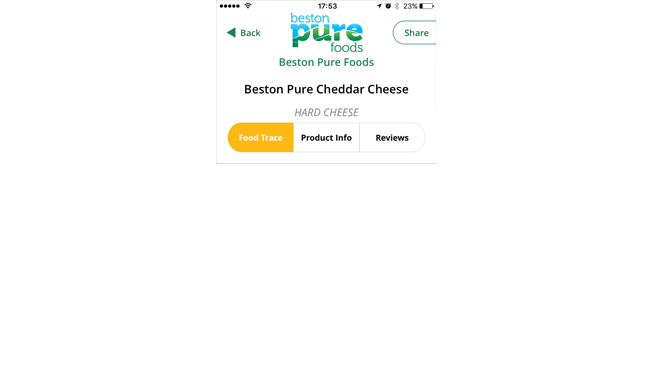 17:53 23%
Back
beston
pure
foods
Share
Beston Pure Foods
Beston Pure Cheddar Cheese
HARD CHEESE
Food Trace Product Info Reviews